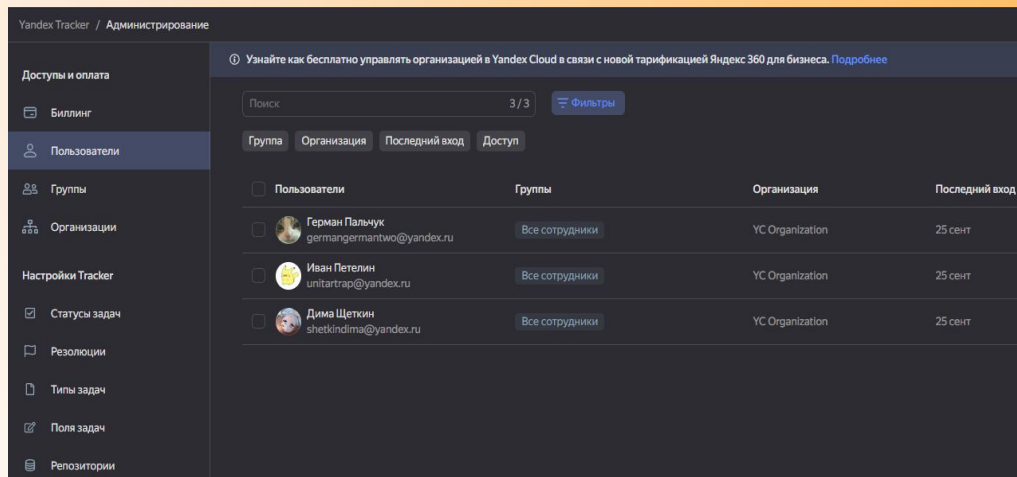 Yandex Tracker / Администрирование
Узнайте как бесплатно управлять организацией в Yandex Cloud в связи с новой тарификацией Яндекс 360 для бизнеса. Подробнее
Доступы и оплата
Биллинг
Пользователи
Группы
Организации
Настройки Tracker
Статусы задач
Резолюции
Типы задач
Поля задач
Репозитории
Поиск 3 / 3 Фильтры
Группа Организация Последний вход Доступ
Пользователи Группы Организация Последний вход
Герман Пальчук
germangermantwo@yandex.ru Все сотрудники YC Organization 25 сент
Иван Петелин
unitartrap@yandex.ru Все сотрудники YC Organization 25 сент
Дима Щеткин
shetkindima@yandex.ru Все сотрудники YC Organization 25 сент